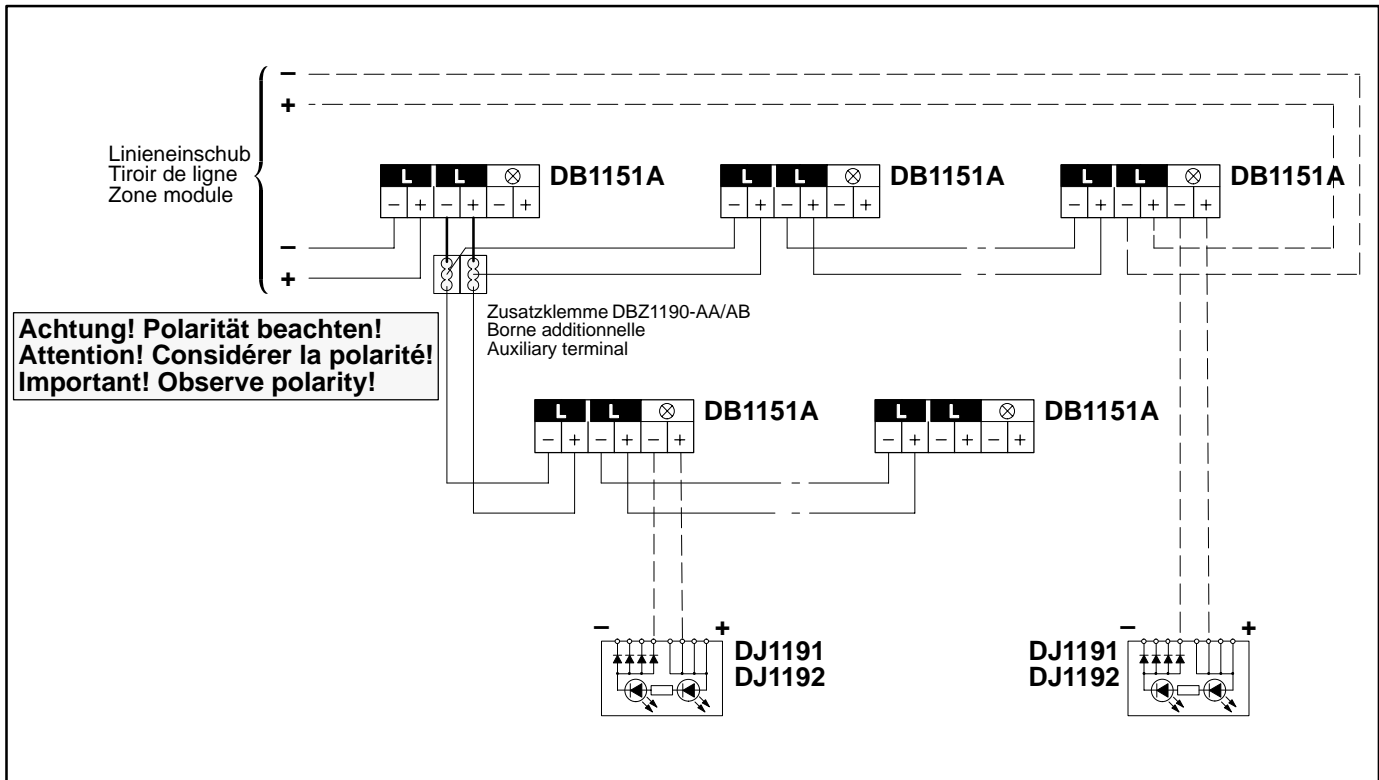 −
+
Linieneinschub
Tiroir de ligne
Zone module
−
+
L L ⊗ DB1151A
− + − + − +
L L ⊗ DB1151A
− + − + − +
L L ⊗ DB1151A
− + − + − +
Zusatzklemme DBZ1190-AA/AB
Borne additionnelle
Auxiliary terminal
Achtung! Polarität beachten!
Attention! Considérer la polarité!
Important! Observe polarity!
L L ⊗ DB1151A
− + − + − +
L L ⊗ DB1151A
− + − + − +
− +
DJ1191
DJ1192
− +
DJ1191
DJ1192